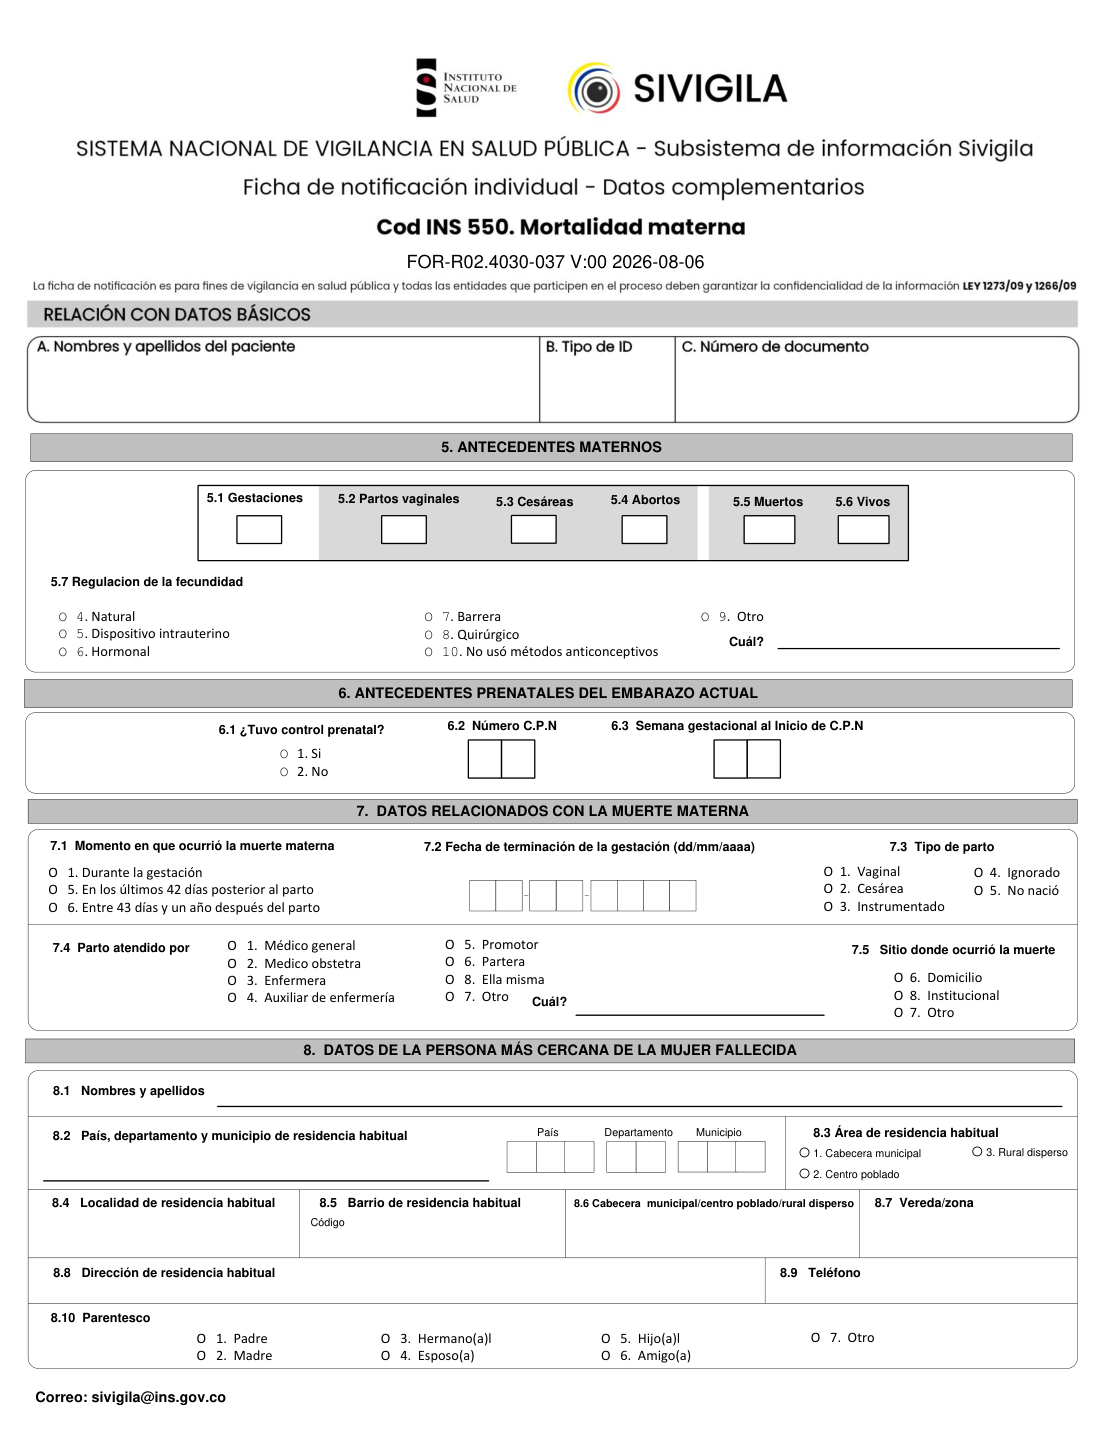 INSTITUTO
NACIONAL DE
SALUD
SIVIGILA
SISTEMA NACIONAL DE VIGILANCIA EN SALUD PÚBLICA - Subsistema de información Sivigila
Ficha de notificación individual - Datos complementarios
Cod INS 550. Mortalidad materna
FOR-R02.4030-037 V:00 2026-08-06
La ficha de notificación es para fines de vigilancia en salud pública y todas las entidades que participen en el proceso deben garantizar la confidencialidad de la información LEY 1273/09 y 1266/09
RELACIÓN CON DATOS BÁSICOS
A. Nombres y apellidos del paciente B. Tipo de ID C. Número de documento
5. ANTECEDENTES MATERNOS
5.1 Gestaciones 5.2 Partos vaginales 5.3 Cesáreas 5.4 Abortos 5.5 Muertos 5.6 Vivos
5.7 Regulacion de la fecundidad
O 4. Natural O 7. Barrera O 9. Otro
O 5. Dispositivo intrauterino O 8. Quirúrgico Cuál?
O 6. Hormonal O 10. No usó métodos anticonceptivos
6. ANTECEDENTES PRENATALES DEL EMBARAZO ACTUAL
6.1 ¿Tuvo control prenatal? 6.2 Número C.P.N 6.3 Semana gestacional al Inicio de C.P.N
O 1. Si
O 2. No
7. DATOS RELACIONADOS CON LA MUERTE MATERNA
7.1 Momento en que ocurrió la muerte materna 7.2 Fecha de terminación de la gestación (dd/mm/aaaa) 7.3 Tipo de parto
O 1. Durante la gestación O 1. Vaginal O 4. Ignorado
O 5. En los últimos 42 días posterior al parto - - O 2. Cesárea O 5. No nació
O 6. Entre 43 días y un año después del parto O 3. Instrumentado
7.4 Parto atendido por O 1. Médico general O 5. Promotor 7.5 Sitio donde ocurrió la muerte
O 2. Medico obstetra O 6. Partera O 6. Domicilio
O 3. Enfermera O 8. Ella misma O 8. Institucional
O 4. Auxiliar de enfermería O 7. Otro Cuál? O 7. Otro
8. DATOS DE LA PERSONA MÁS CERCANA DE LA MUJER FALLECIDA
8.1 Nombres y apellidos
8.2 País, departamento y municipio de residencia habitual País Departamento Municipio 8.3 Área de residencia habitual
O 1. Cabecera municipal O 3. Rural disperso
O 2. Centro poblado
8.4 Localidad de residencia habitual 8.5 Barrio de residencia habitual 8.6 Cabecera municipal/centro poblado/rural disperso 8.7 Vereda/zona
Código
8.8 Dirección de residencia habitual 8.9 Teléfono
8.10 Parentesco
O 1. Padre O 3. Hermano(a)l O 5. Hijo(a)l O 7. Otro
O 2. Madre O 4. Esposo(a) O 6. Amigo(a)
Correo: sivigila@ins.gov.co